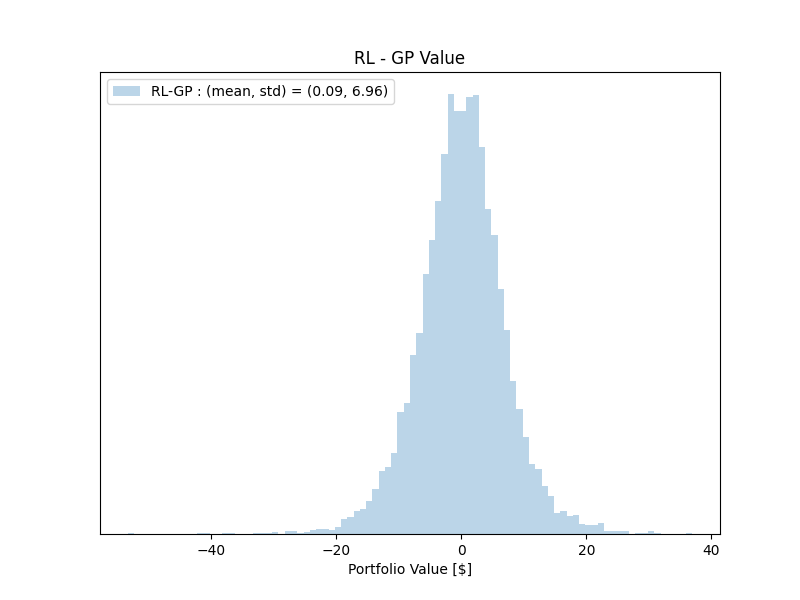 RL - GP Value
RL-GP : (mean, std) = (0.09, 6.96)
−40 −20 0 20 40
Portfolio Value [$]